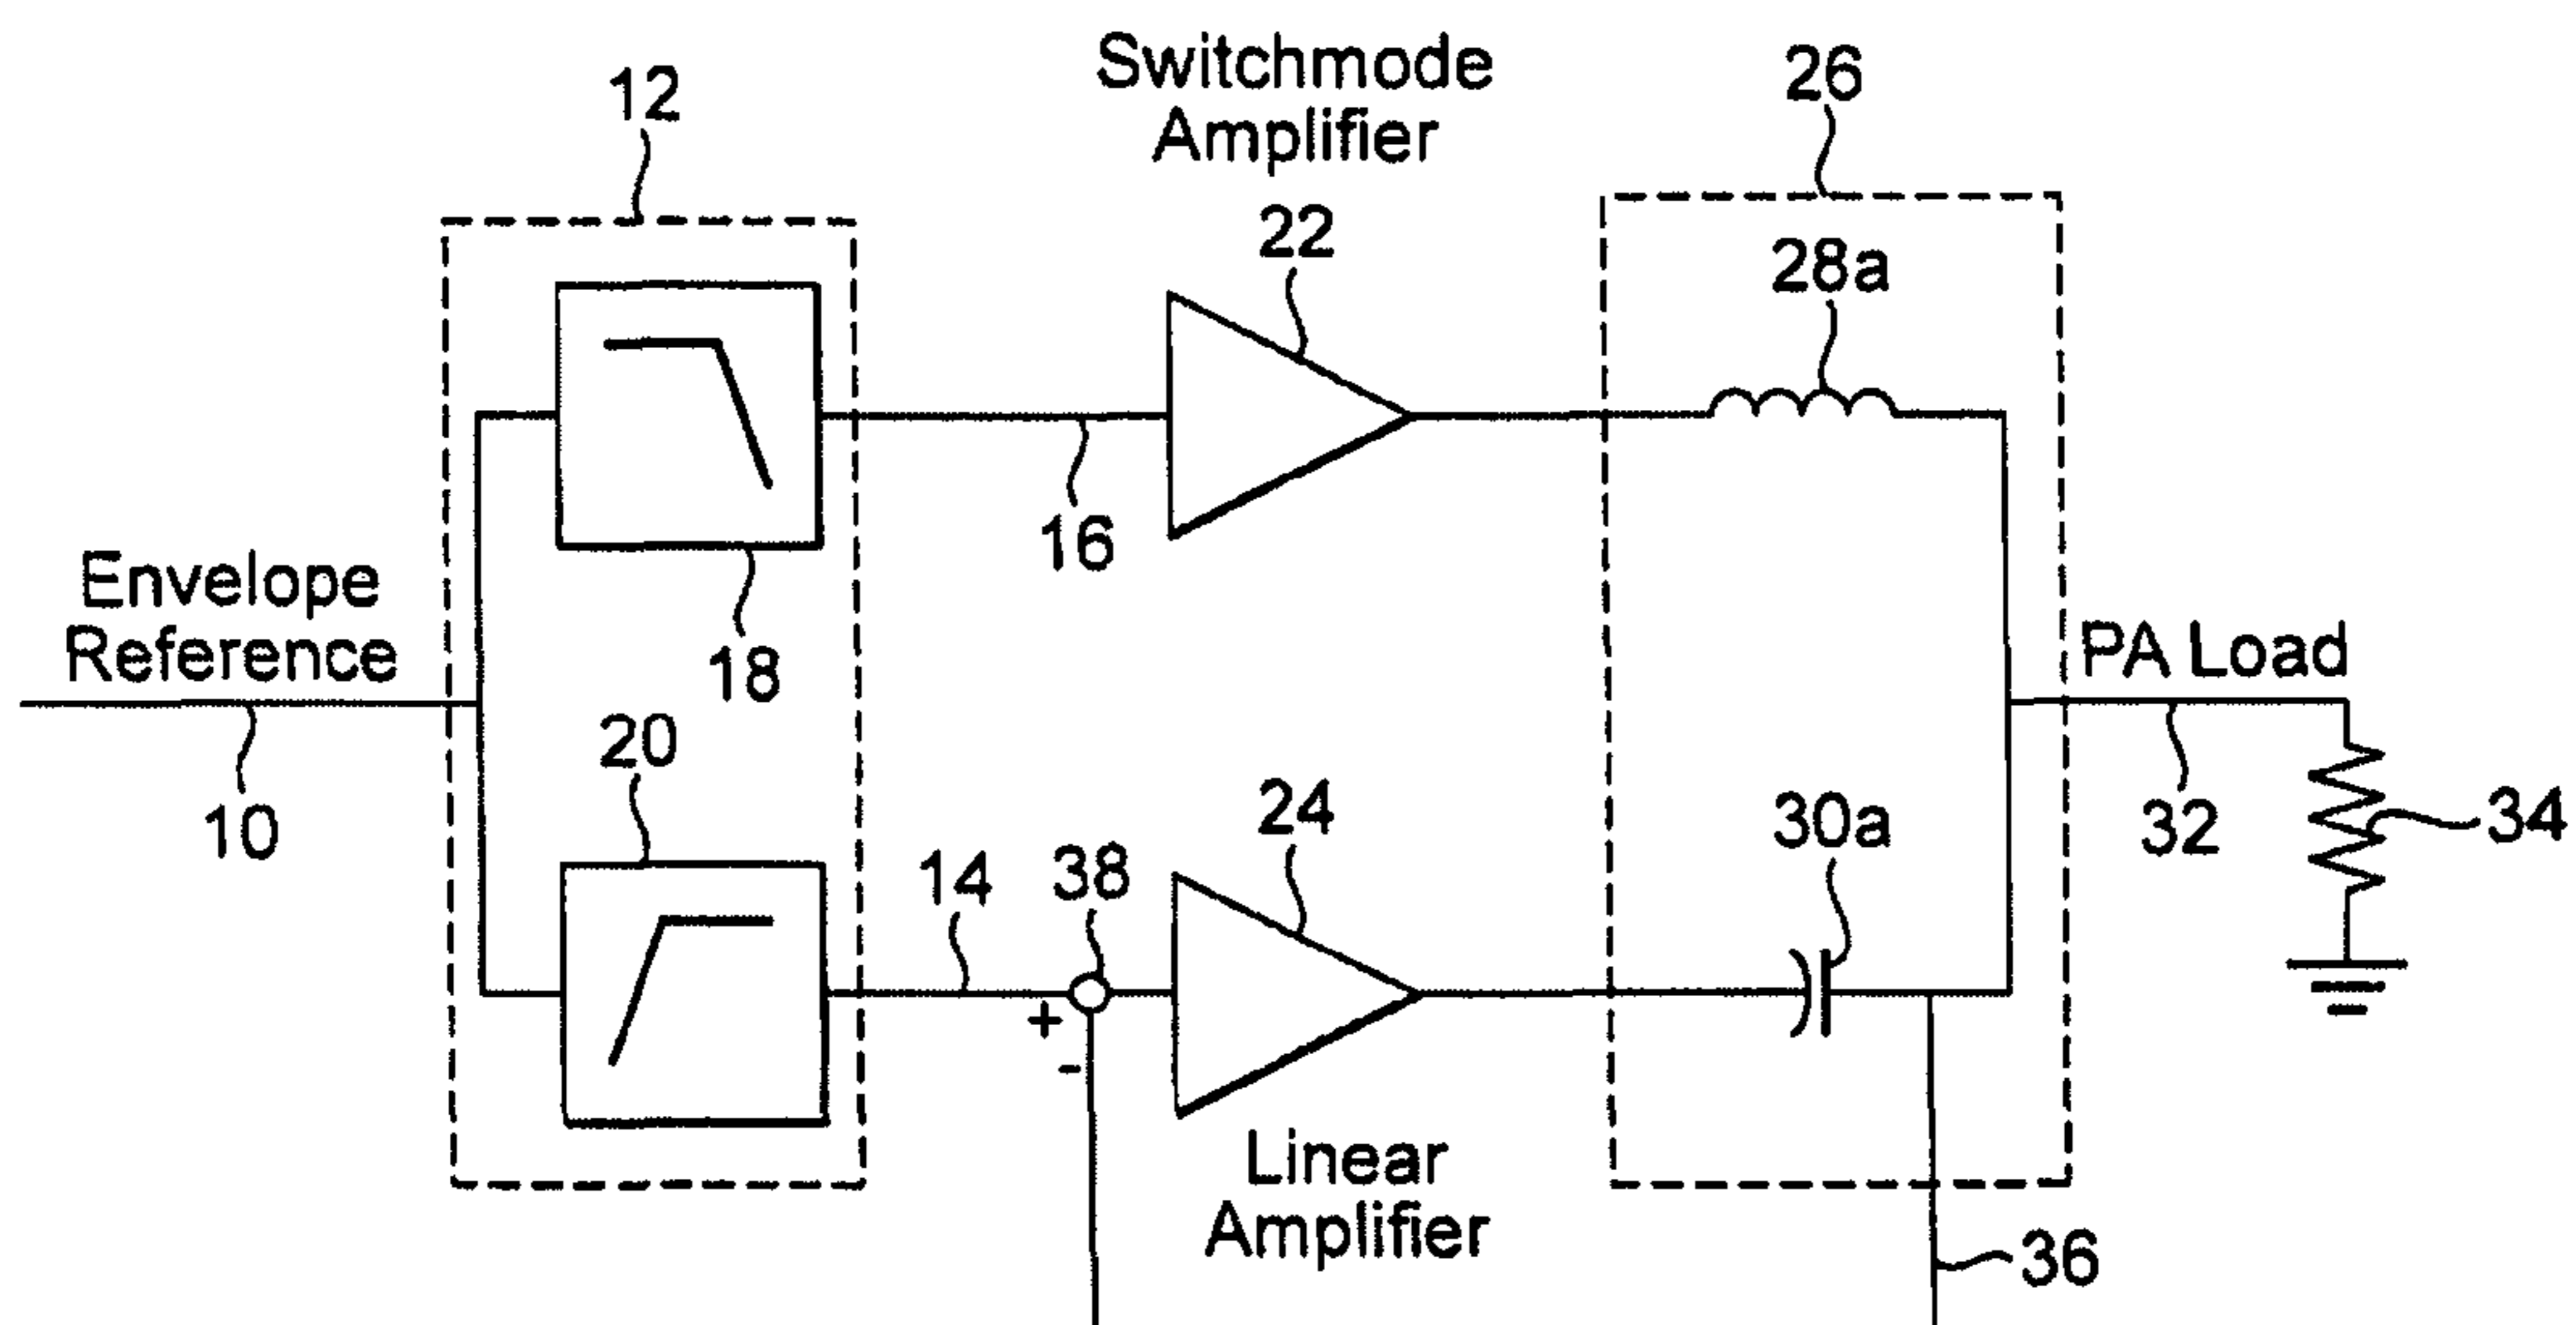 Switchmode
Amplifier
12
22
26
28a
16
Envelope
Reference
18
PA Load
10
20
14
38
24
30a
32
34
+
-
Linear
Amplifier
36